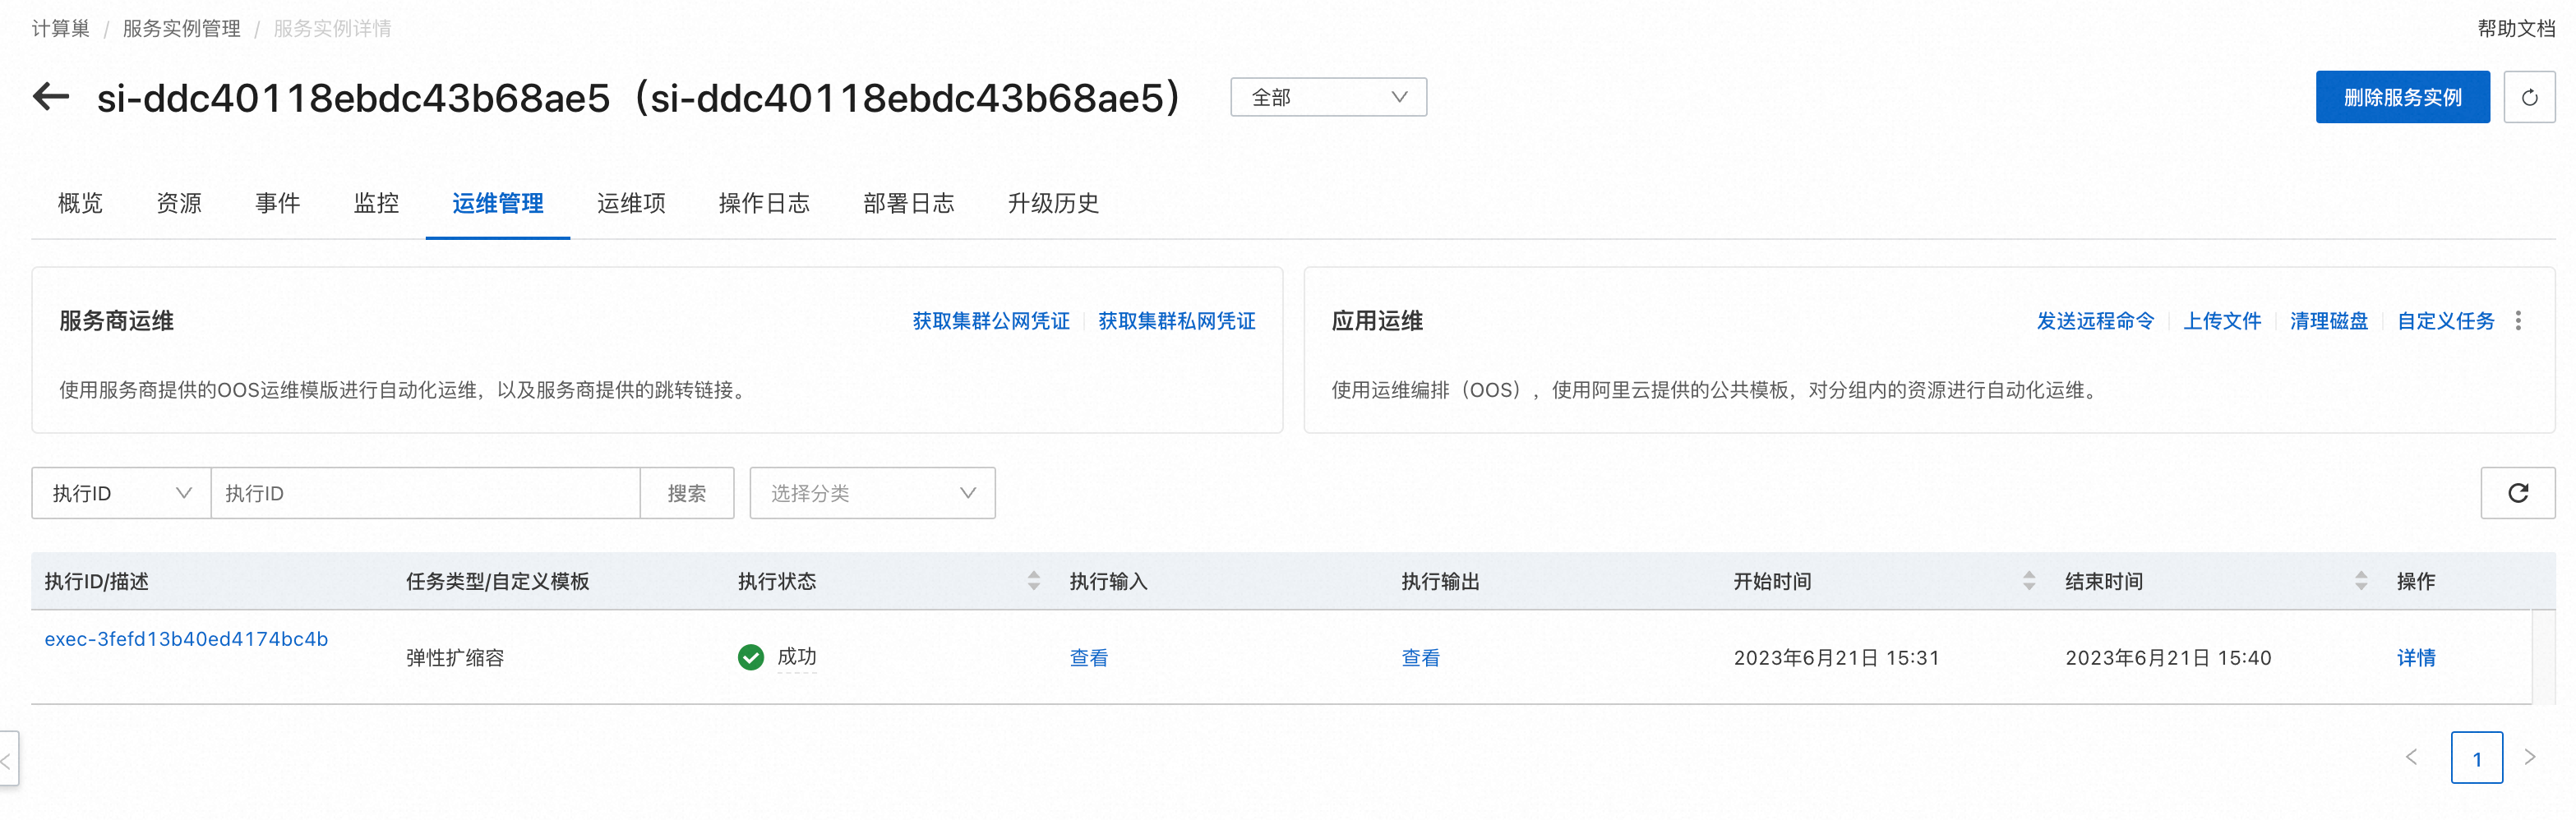 计算巢 / 服务实例管理 / 服务实例详情
帮助文档
si-ddc40118ebdc43b68ae5（si-ddc40118ebdc43b68ae5）
全部
删除服务实例
概览 资源 事件 监控 运维管理 运维项 操作日志 部署日志 升级历史
服务商运维
获取集群公网凭证 获取集群私网凭证
使用服务商提供的OOS运维模版进行自动化运维，以及服务商提供的跳转链接。
应用运维
发送远程命令 上传文件 清理磁盘 自定义任务
使用运维编排（OOS），使用阿里云提供的公共模板，对分组内的资源进行自动化运维。
执行ID 执行ID 搜索 选择分类
执行ID/描述 任务类型/自定义模板 执行状态 执行输入 执行输出 开始时间 结束时间 操作
exec-3fefd13b40ed4174bc4b 弹性扩缩容 成功 查看 查看 2023年6月21日 15:31 2023年6月21日 15:40 详情
1